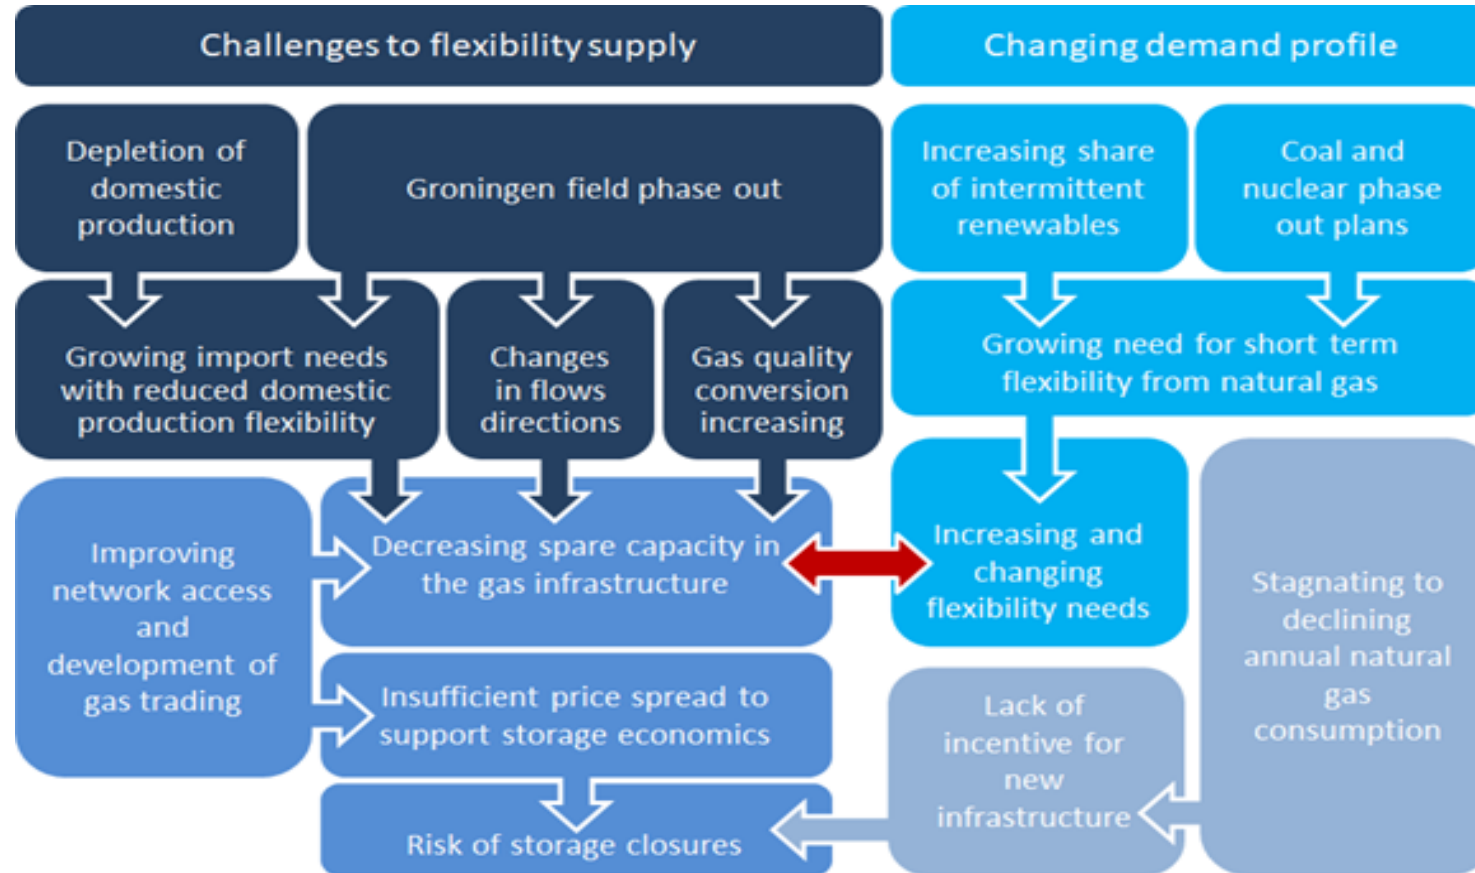 Challenges to flexibility supply
Changing demand profile
Depletion of
domestic
production
Groningen field phase out
Increasing share
of intermittent
renewables
Coal and
nuclear phase
out plans
Growing import needs
with reduced domestic
production flexibility
Changes
in flows
directions
Gas quality
conversion
increasing
Growing need for short term
flexibility from natural gas
Improving
network access
and
development of
gas trading
Decreasing spare capacity in
the gas infrastructure
Increasing and
changing
flexibility needs
Stagnating to
declining
annual natural
gas
consumption
Insufficient price spread to
support storage economics
Lack of
incentive for
new
infrastructure
Risk of storage closures